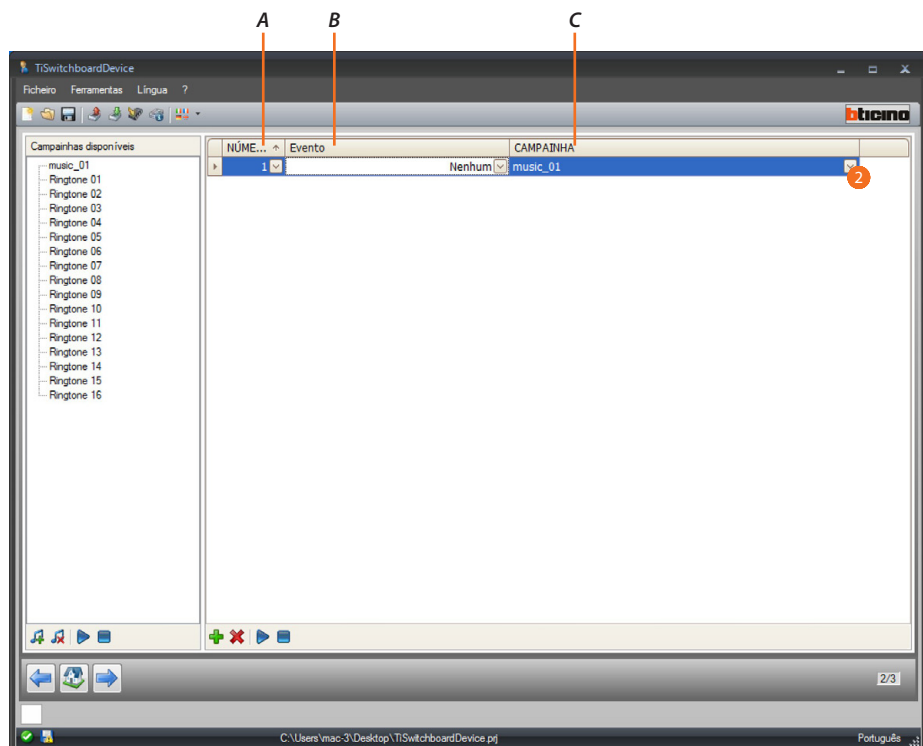 A B C
TiSwitchboardDevice
Ficheiro Ferramentas Língua ?
bticino
Campainhas disponíveis
music_01
Ringtone 01
Ringtone 02
Ringtone 03
Ringtone 04
Ringtone 05
Ringtone 06
Ringtone 07
Ringtone 08
Ringtone 09
Ringtone 10
Ringtone 11
Ringtone 12
Ringtone 13
Ringtone 14
Ringtone 15
Ringtone 16
NÚME... Evento CAMPAINHA
1 Nenhum music_01
2
2/3
C:\Users\mac-3\Desktop\TISwitchboardDevice.prj Português